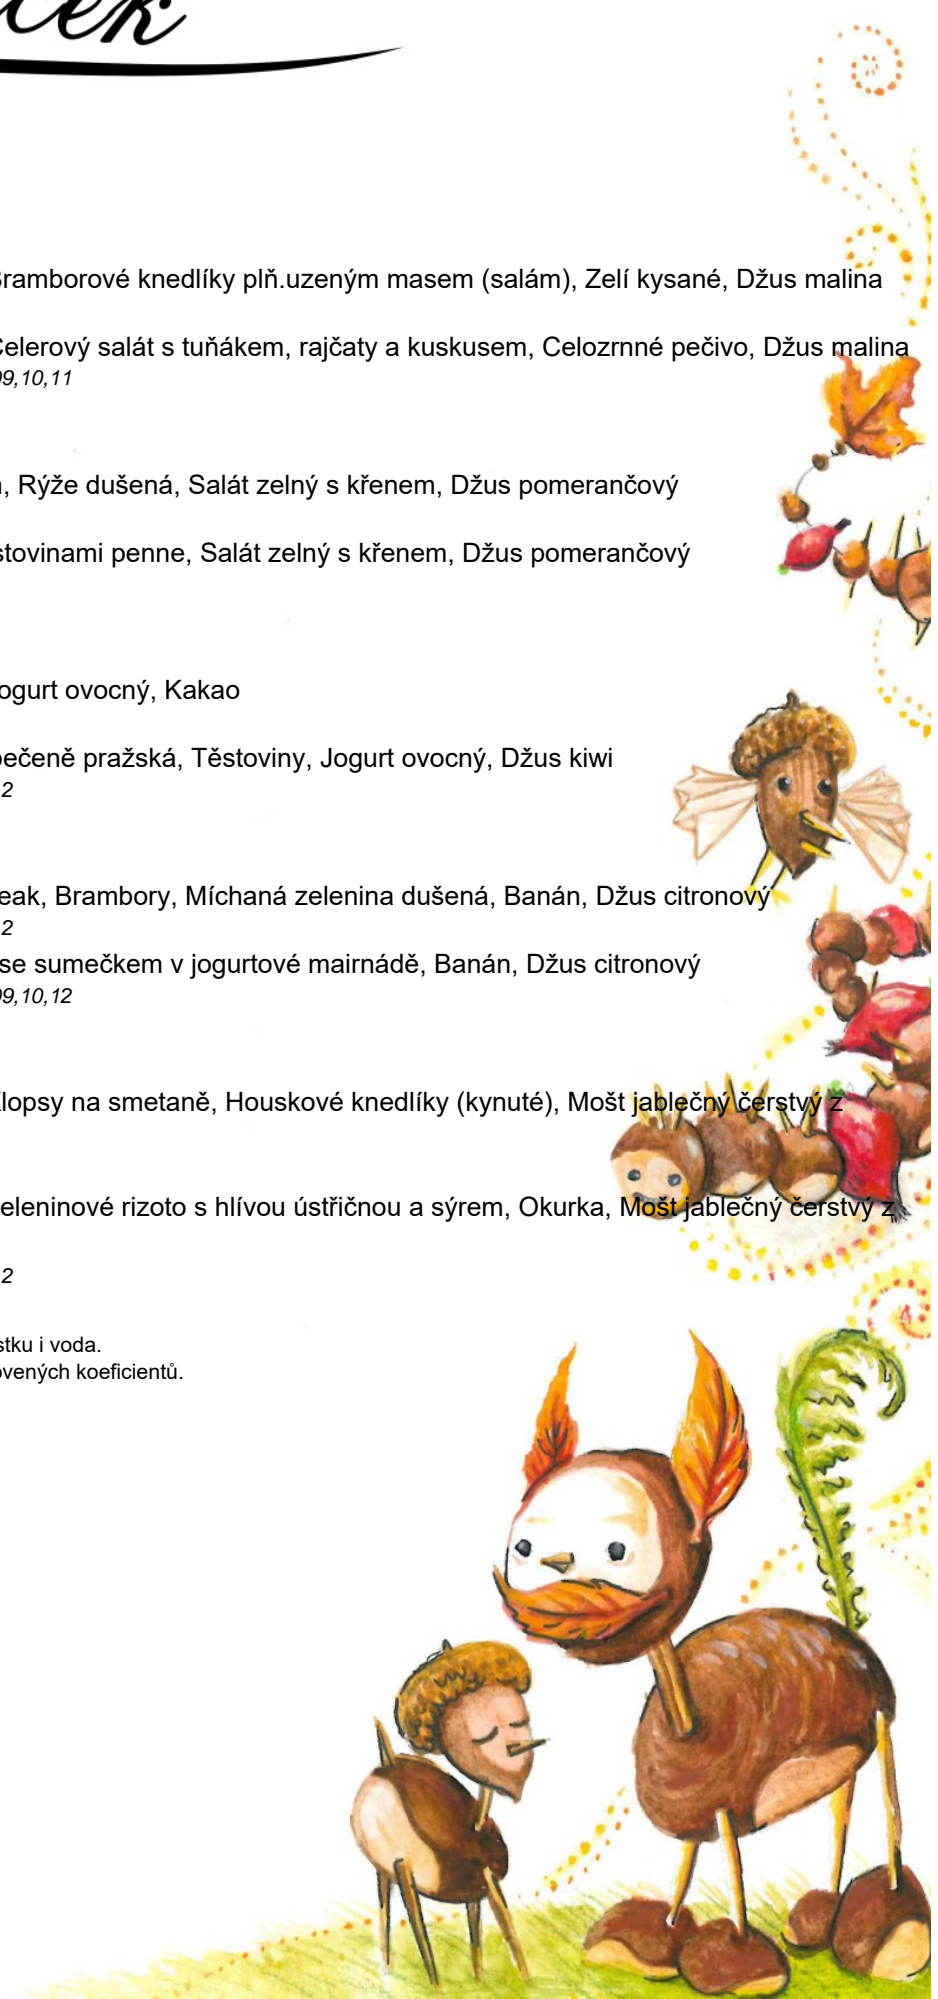 ček
Bramborové knedlíky plň.uzeným masem (salám), Zelí kysané, Džus malina
Celerový salát s tuňákem, rajčaty a kuskusem, Celozrnné pečivo, Džus malina
09,10,11
, Rýže dušená, Salát zelný s křenem, Džus pomerančový
stovinami penne, Salát zelný s křenem, Džus pomerančový
ogurt ovocný, Kakao
pečeně pražská, Těstoviny, Jogurt ovocný, Džus kiwi
2
eak, Brambory, Míchaná zelenina dušená, Banán, Džus citronový
2
se sumečkem v jogurtové mairnádě, Banán, Džus citronový
09,10,12
Klopsy na smetaně, Houskové knedlíky (kynuté), Mošt jablečný čerstvý z
eleninové rizoto s hlívou ústřičnou a sýrem, Okurka, Mošt jablečný čerstvý z
2
stku i voda.
ovených koeficientů.